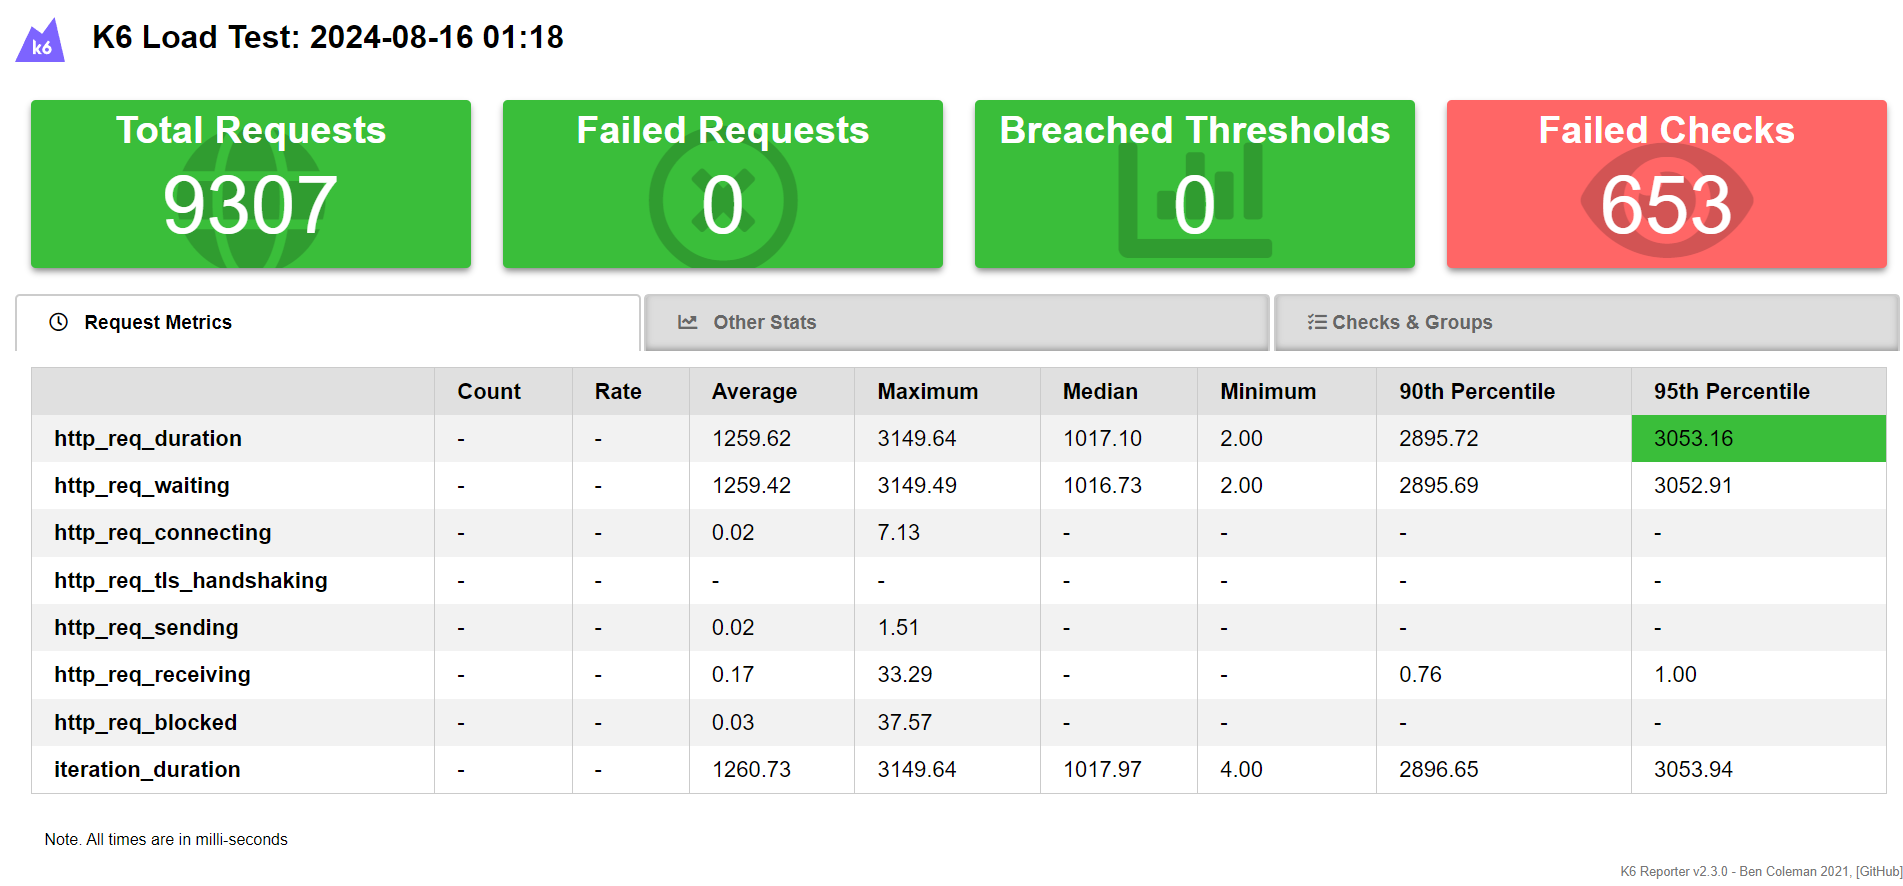 k6
K6 Load Test: 2024-08-16 01:18
Total Requests
9307
Failed Requests
0
Breached Thresholds
0
Failed Checks
653
Request Metrics
Other Stats
Checks & Groups
Count Rate Average Maximum Median Minimum 90th Percentile 95th Percentile
http_req_duration - - 1259.62 3149.64 1017.10 2.00 2895.72 3053.16
http_req_waiting - - 1259.42 3149.49 1016.73 2.00 2895.69 3052.91
http_req_connecting - - 0.02 7.13 - - - -
http_req_tls_handshaking - - - - - - - -
http_req_sending - - 0.02 1.51 - - - -
http_req_receiving - - 0.17 33.29 - - 0.76 1.00
http_req_blocked - - 0.03 37.57 - - - -
iteration_duration - - 1260.73 3149.64 1017.97 4.00 2896.65 3053.94
Note. All times are in milli-seconds
K6 Reporter v2.3.0 - Ben Coleman 2021, [GitHub]